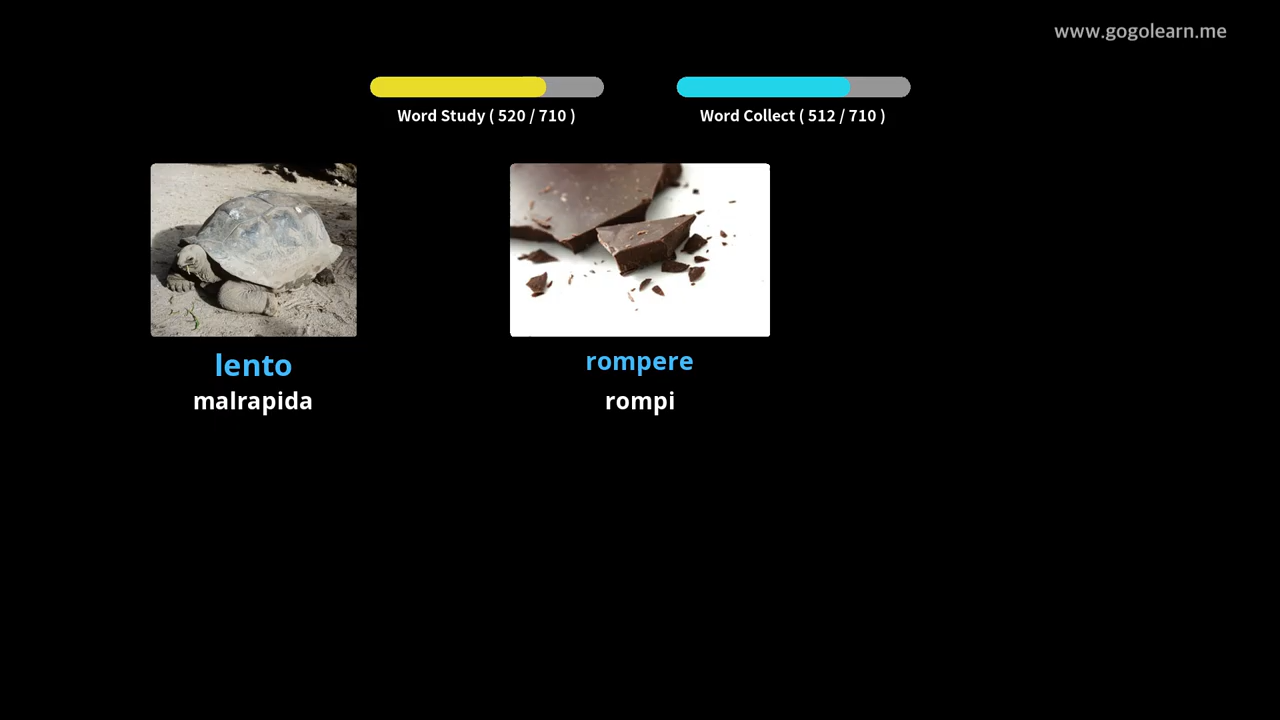 www.gogolearn.me
Word Study ( 520 / 710 )
Word Collect ( 512 / 710 )
lento
malrapida
rompere
rompi